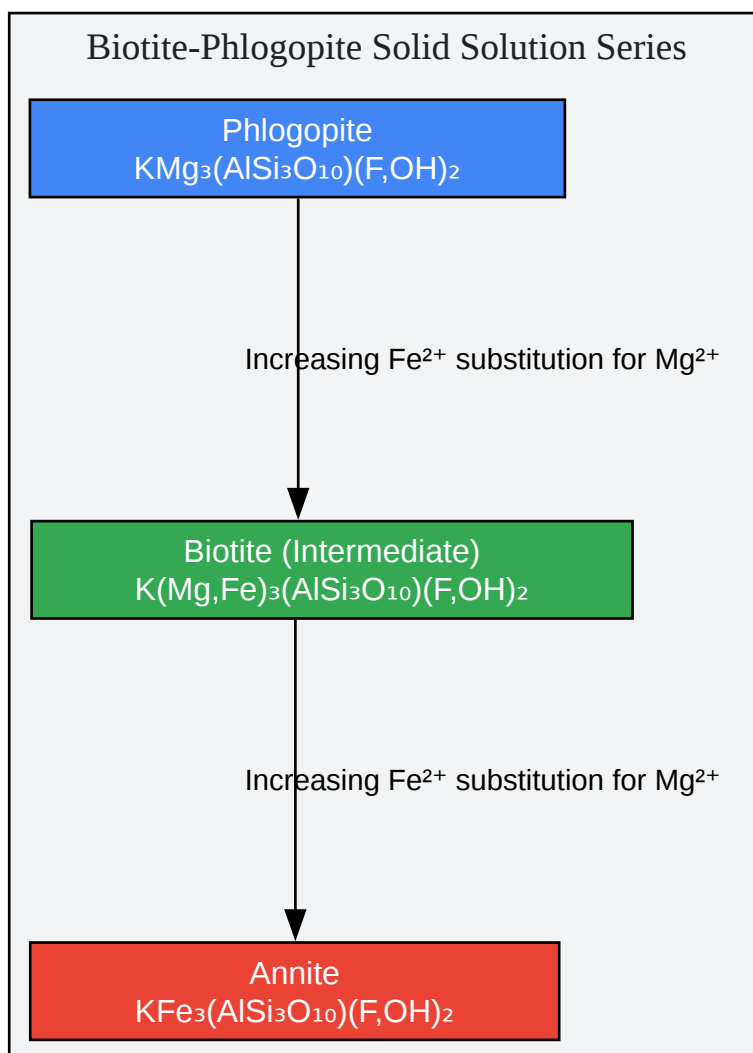 Biotite-Phlogopite Solid Solution Series
Phlogopite
KMg₃(AlSi₃O₁₀)(F,OH)₂
Increasing Fe²⁺ substitution for Mg²⁺
Biotite (Intermediate)
K(Mg,Fe)₃(AlSi₃O₁₀)(F,OH)₂
Increasing Fe²⁺ substitution for Mg²⁺
Annite
KFe₃(AlSi₃O₁₀)(F,OH)₂